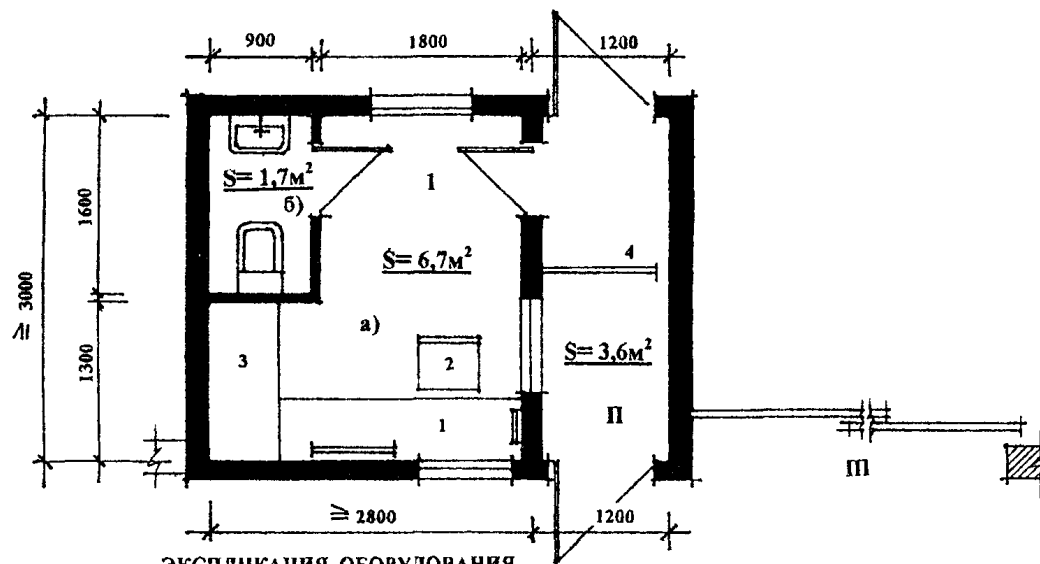 900 1800 1200
S= 1,7м²
б)
1
1600
S= 6,7м²
4
≥ 3000
а)
3
2
S= 3,6м²
1300
1
II
III
≥ 2800 1200
ЭКСПЛИКАЦИЯ ОБОРУДОВАНИЯ